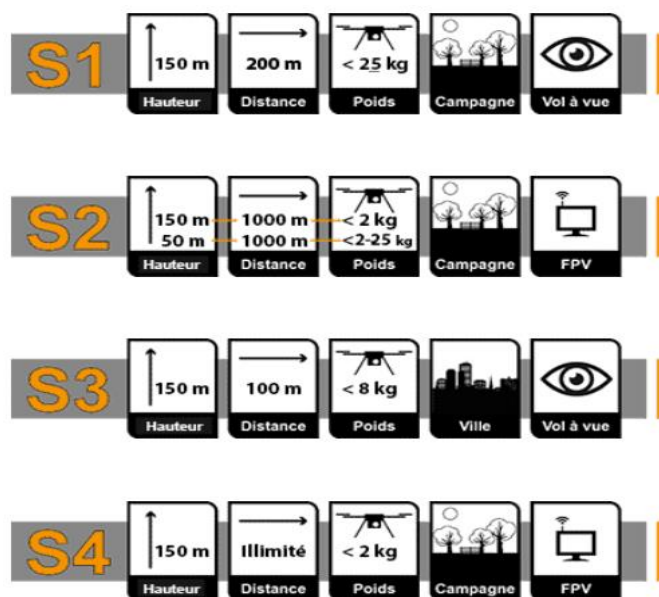 S1
150 m
Hauteur
200 m
Distance
< 25 kg
Poids
Campagne
Vol à vue
S2
150 m 1000 m < 2 kg
50 m 1000 m <2-25 kg
Hauteur
Distance
Poids
Campagne
FPV
S3
150 m
Hauteur
100 m
Distance
< 8 kg
Poids
Ville
Vol à vue
S4
150 m
Hauteur
Illimité
Distance
< 2 kg
Poids
Campagne
FPV